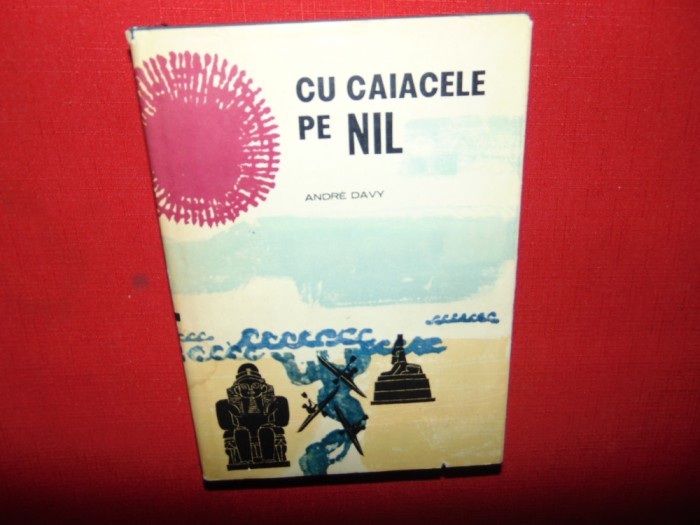 CU CAIACELE
PE NIL
ANDRÉ DAVY